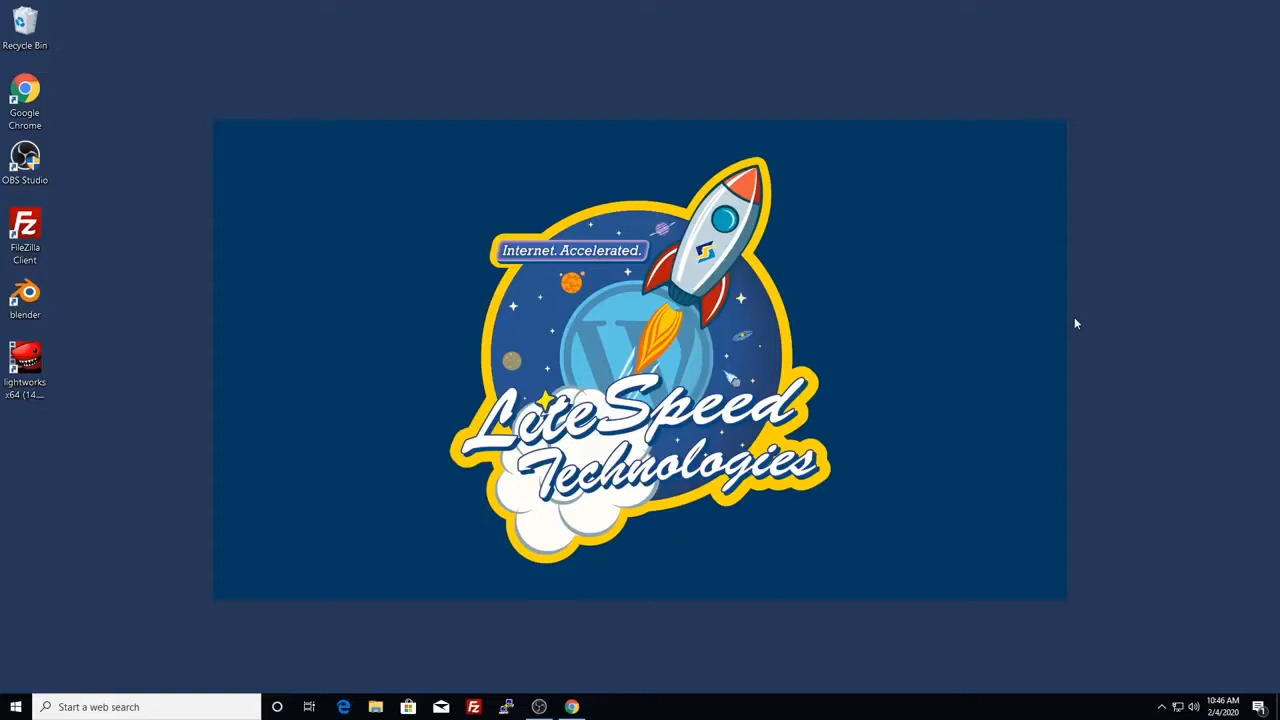 Recycle Bin
Google
Chrome
OBS Studio
FileZilla
Client
blender
lightworks
x64 (14....
Internet. Accelerated.
W
LiteSpeed
Technologies
Start a web search
10:46 AM
2/4/2020
1